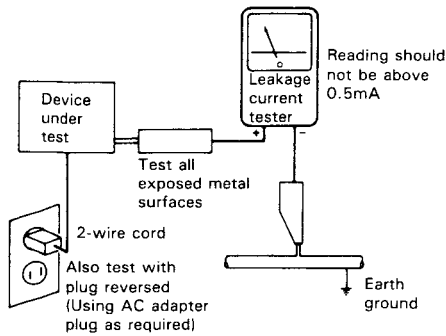 Device
under
test
Leakage
current
tester
+ −
Reading should
not be above
0.5mA
Test all
exposed metal
surfaces
2-wire cord
Also test with
plug reversed
(Using AC adapter
plug as required)
Earth
ground